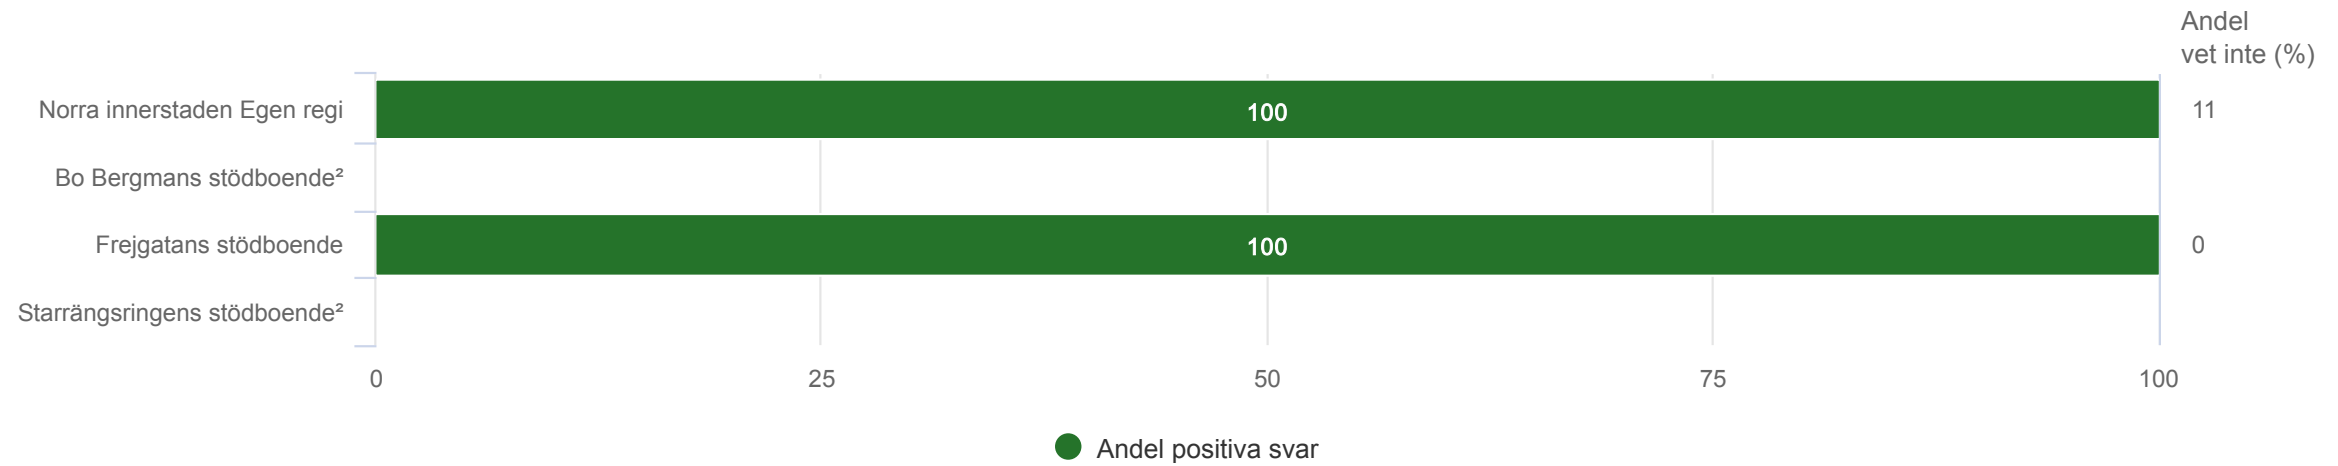 Andel
vet inte (%)
Norra innerstaden Egen regi
100
11
Bo Bergmans stödboende²
Frejgatans stödboende
100
0
Starrängsringens stödboende²
0
25
50
75
100
Andel positiva svar